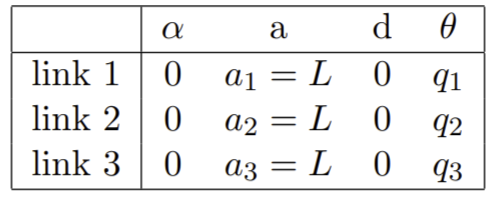 α a d θ
link 1 0 a₁ = L 0 q₁
link 2 0 a₂ = L 0 q₂
link 3 0 a₃ = L 0 q₃